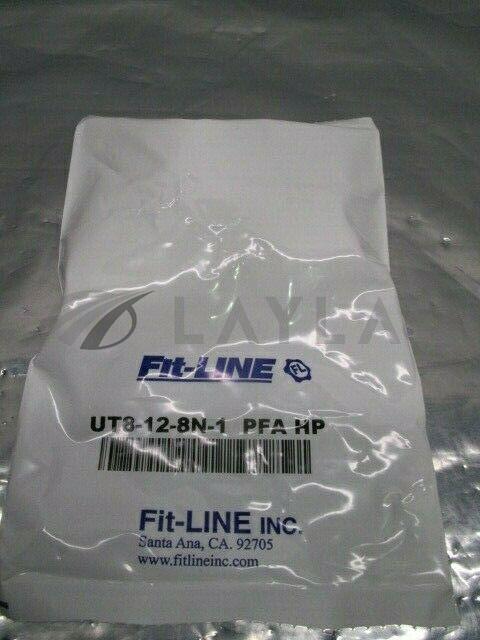 LAYLA
Fit-LINE FL
UT8-12-8N-1 PFA HP
Fit-LINE INC.
Santa Ana, CA. 92705
www.fitlineinc.com